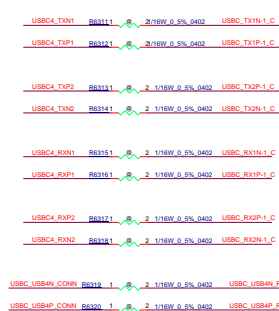 USBC4_TXN1 R6311 1 @ 2 1/16W_0_5%_0402 USBC_TX1N-1_C
USBC4_TXP1 R6312 1 @ 2 1/16W_0_5%_0402 USBC_TX1P-1_C
USBC4_TXP2 R6313 1 @ 2 1/16W_0_5%_0402 USBC_TX2P-1_C
USBC4_TXN2 R6314 1 @ 2 1/16W_0_5%_0402 USBC_TX2N-1_C
USBC4_RXN1 R6315 1 @ 2 1/16W_0_5%_0402 USBC_RX1N-1_C
USBC4_RXP1 R6316 1 @ 2 1/16W_0_5%_0402 USBC_RX1P-1_C
USBC4_RXP2 R6317 1 @ 2 1/16W_0_5%_0402 USBC_RX2P-1_C
USBC4_RXN2 R6318 1 @ 2 1/16W_0_5%_0402 USBC_RX2N-1_C
USBC_USB4N_CONN R6319 1 @ 2 1/16W_0_5%_0402 USBC_USB4N_R
USBC_USB4P_CONN R6320 1 @ 2 1/16W_0_5%_0402 USBC_USB4P_R